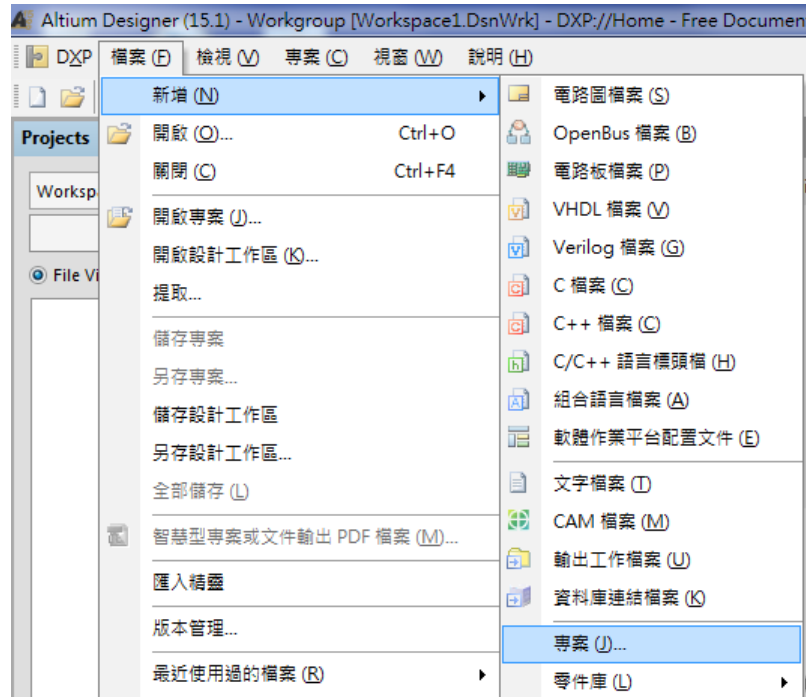 Altium Designer (15.1) - Workgroup [Workspace1.DsnWrk] - DXP://Home - Free Documen
DXP 檔案 (F) 檢視 (V) 專案 (C) 視窗 (W) 說明 (H)
Projects
Worksp
File Vi
新增 (N)
開啟 (O)... Ctrl+O
關閉 (C) Ctrl+F4
開啟專案 (J)...
開啟設計工作區 (K)...
提取...
儲存專案
另存專案...
儲存設計工作區
另存設計工作區...
全部儲存 (L)
智慧型專案或文件輸出 PDF 檔案 (M)...
匯入精靈
版本管理...
最近使用過的檔案 (R)
電路圖檔案 (S)
OpenBus 檔案 (B)
電路板檔案 (P)
VHDL 檔案 (V)
Verilog 檔案 (G)
C 檔案 (C)
C++ 檔案 (C)
C/C++ 語言標頭檔 (H)
組合語言檔案 (A)
軟體作業平台配置文件 (E)
文字檔案 (T)
CAM 檔案 (M)
輸出工作檔案 (U)
資料庫連結檔案 (K)
專案 (J)...
零件庫 (L)